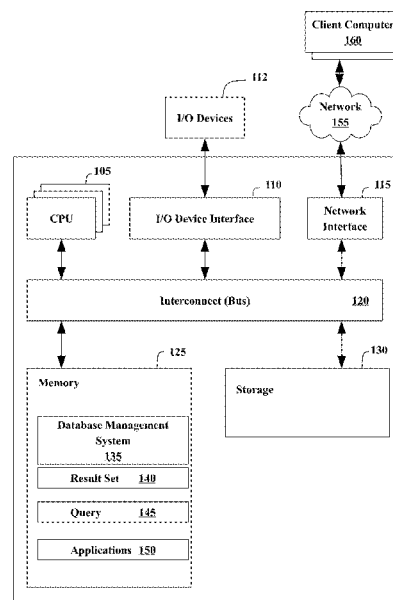 Client Computer
160
112
I/O Devices
Network
155
105
CPU
110
I/O Device Interface
115
Network
Interface
Interconnect (Bus)
120
125
Memory
Database Management
System
135
Result Set 140
Query 145
Applications 150
130
Storage